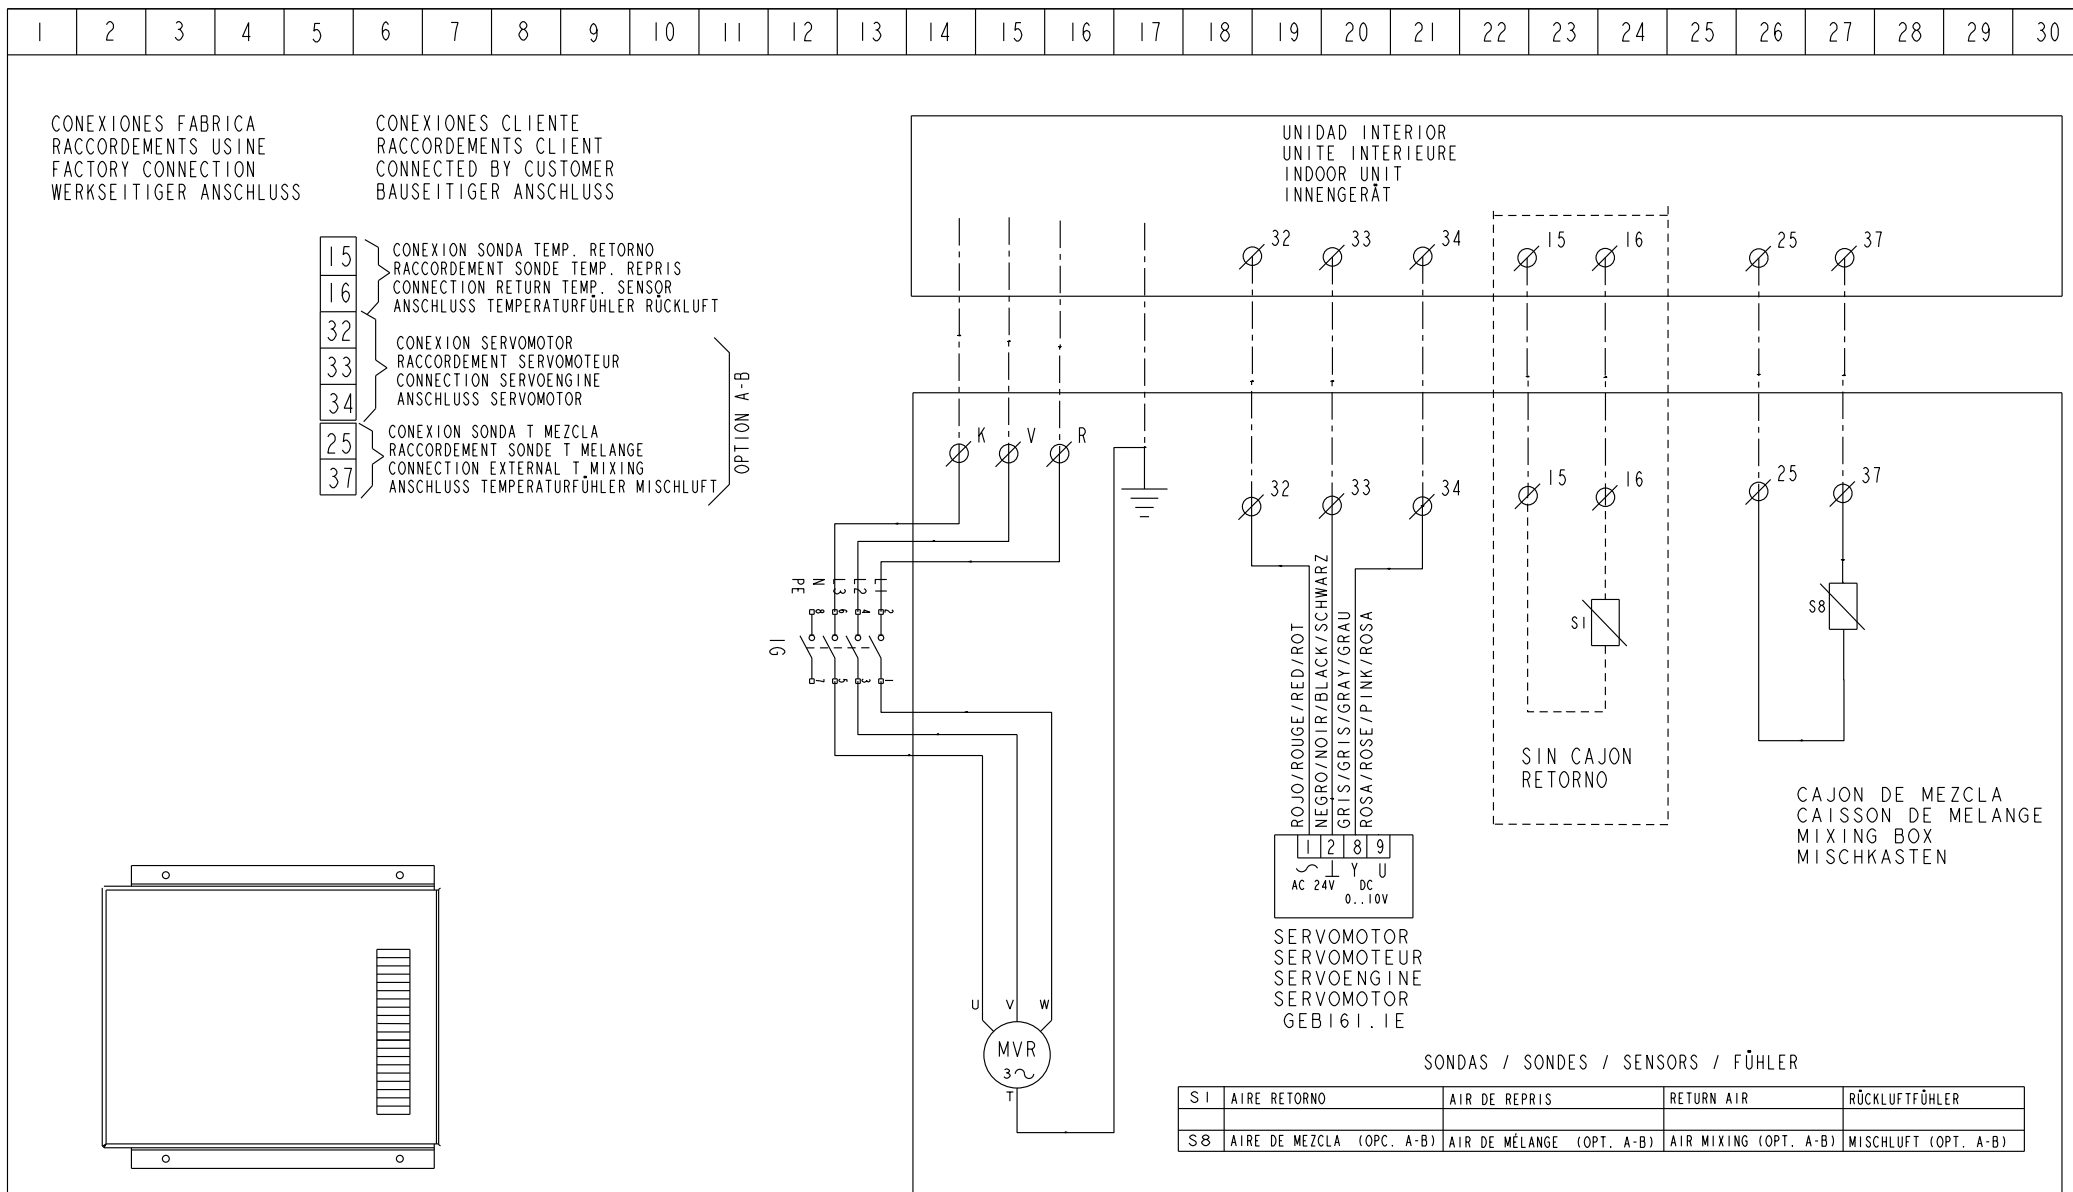 1 2 3 4 5 6 7 8 9 10 11 12 13 14 15 16 17 18 19 20 21 22 23 24 25 26 27 28 29 30
CONEXIONES FABRICA
RACCORDEMENTS USINE
FACTORY CONNECTION
WERKSEITIGER ANSCHLUSS
CONEXIONES CLIENTE
RACCORDEMENTS CLIENT
CONNECTED BY CUSTOMER
BAUSEITIGER ANSCHLUSS
UNIDAD INTERIOR
UNITE INTERIEURE
INDOOR UNIT
INNENGERÄT
15
16
CONEXION SONDA TEMP. RETORNO
RACCORDEMENT SONDE TEMP. REPRIS
CONNECTION RETURN TEMP. SENSOR
ANSCHLUSS TEMPERATURFÜHLER RÜCKLUFT
32
33
34
CONEXION SERVOMOTOR
RACCORDEMENT SERVOMOTEUR
CONNECTION SERVOENGINE
ANSCHLUSS SERVOMOTOR
25
37
CONEXION SONDA T MEZCLA
RACCORDEMENT SONDE T MELANGE
CONNECTION EXTERNAL T MIXING
ANSCHLUSS TEMPERATURFÜHLER MISCHLUFT
OPTION A-B
32 33 34 15 16 25 37
K V R
32 33 34 15 16 25 37
PE N L3 L2 L1
8 6 4 2
IG
7 5 3 1
ROJO/ROUGE/RED/ROT
NEGRO/NOIR/BLACK/SCHWARZ
GRIS/GRIS/GRAY/GRAU
ROSA/ROSE/PINK/ROSA
S1
S8
SIN CAJON
RETORNO
CAJON DE MEZCLA
CAISSON DE MELANGE
MIXING BOX
MISCHKASTEN
1 2 8 9
Y U
AC 24V DC
0..10V
SERVOMOTOR
SERVOMOTEUR
SERVOENGINE
SERVOMOTOR
GEB161.1E
U V W
MVR
3~
T
SONDAS / SONDES / SENSORS / FÜHLER
S1 AIRE RETORNO AIR DE REPRIS RETURN AIR RÜCKLUFTFÜHLER
S8 AIRE DE MEZCLA (OPC. A-B) AIR DE MÉLANGE (OPT. A-B) AIR MIXING (OPT. A-B) MISCHLUFT (OPT. A-B)